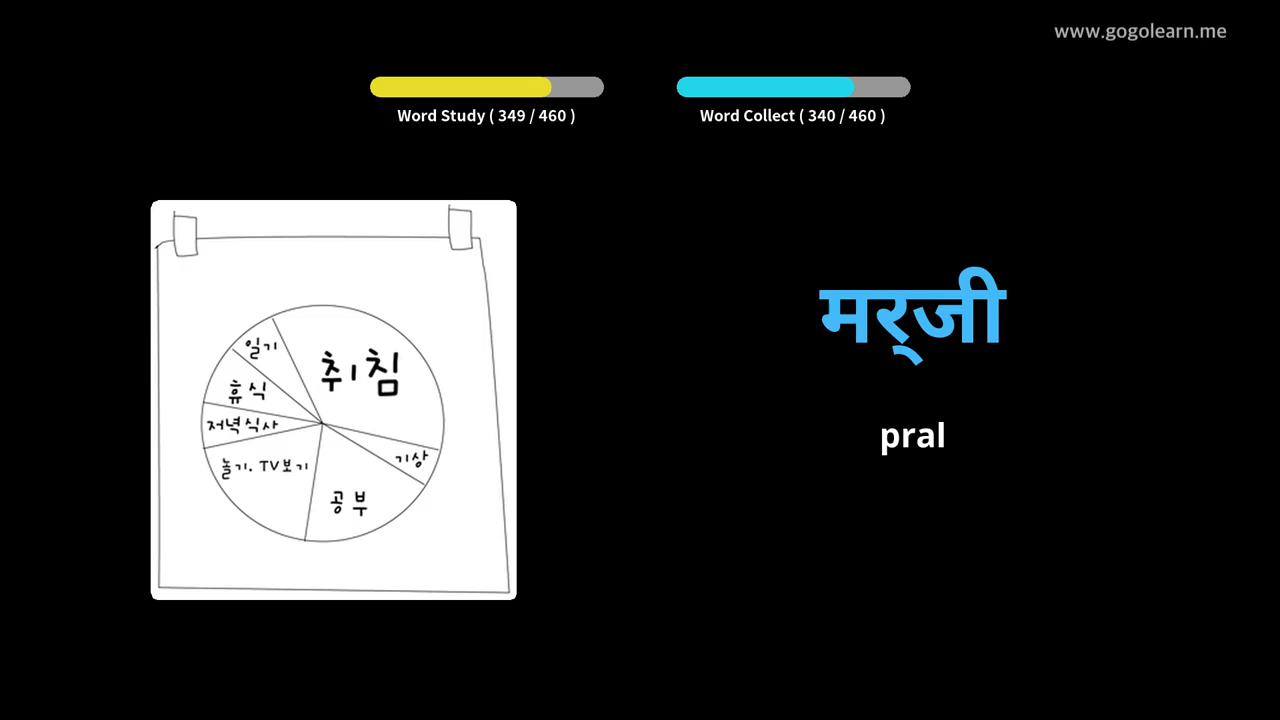 www.gogolearn.me
Word Study ( 349 / 460 )
Word Collect ( 340 / 460 )
일기
취침
휴식
저녁식사
놀기. TV보기
기상
공부
मर्‌जी
pral